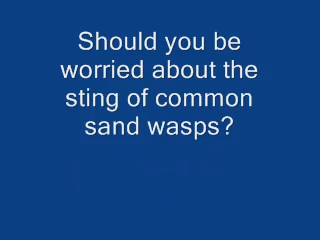 Should you be
worried about the
sting of common
sand wasps?